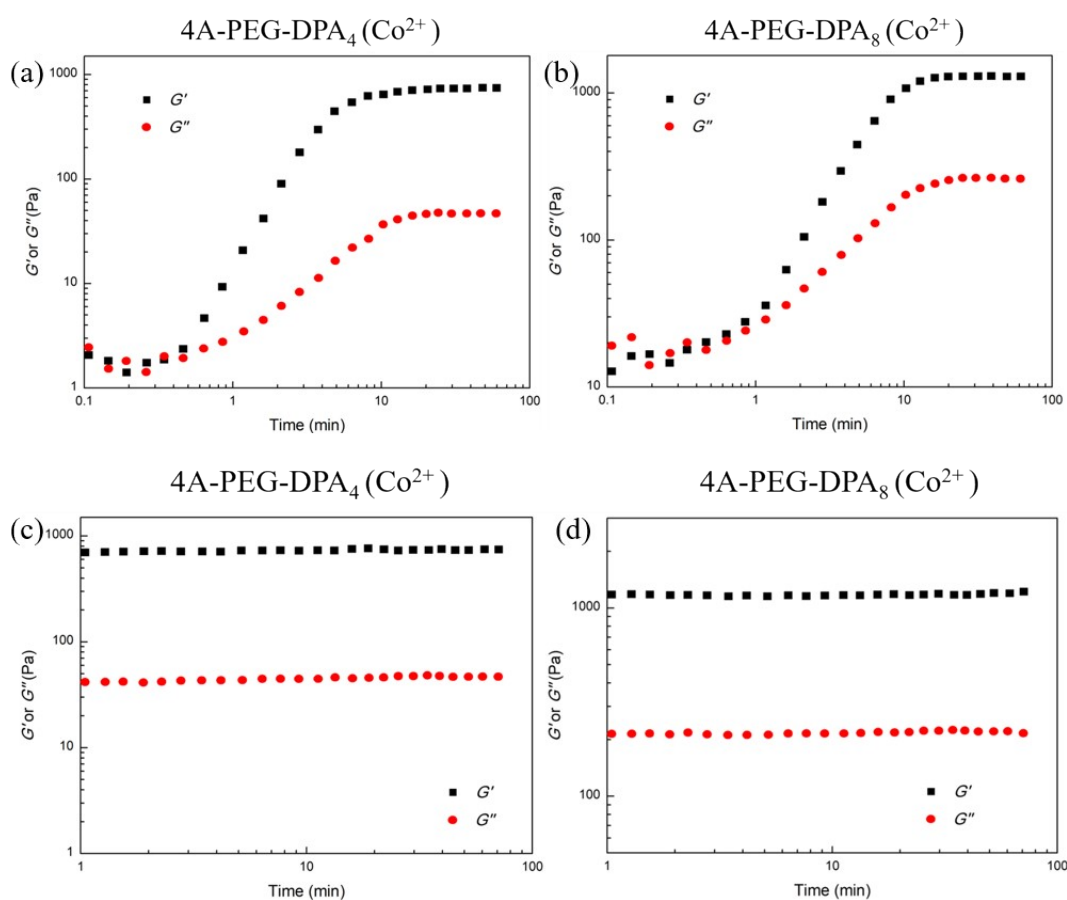 4A-PEG-DPA₄ (Co²⁺)
4A-PEG-DPA₈ (Co²⁺)
(a)
1000
100
10
1
G' or G'' (Pa)
G'
G''
0.1
1
10
100
Time (min)
(b)
1000
100
10
G' or G'' (Pa)
G'
G''
0.1
1
10
100
Time (min)
4A-PEG-DPA₄ (Co²⁺)
4A-PEG-DPA₈ (Co²⁺)
(c)
1000
100
10
1
G' or G'' (Pa)
G'
G''
1
10
100
Time (min)
(d)
1000
100
G' or G'' (Pa)
G'
G''
1
10
100
Time (min)